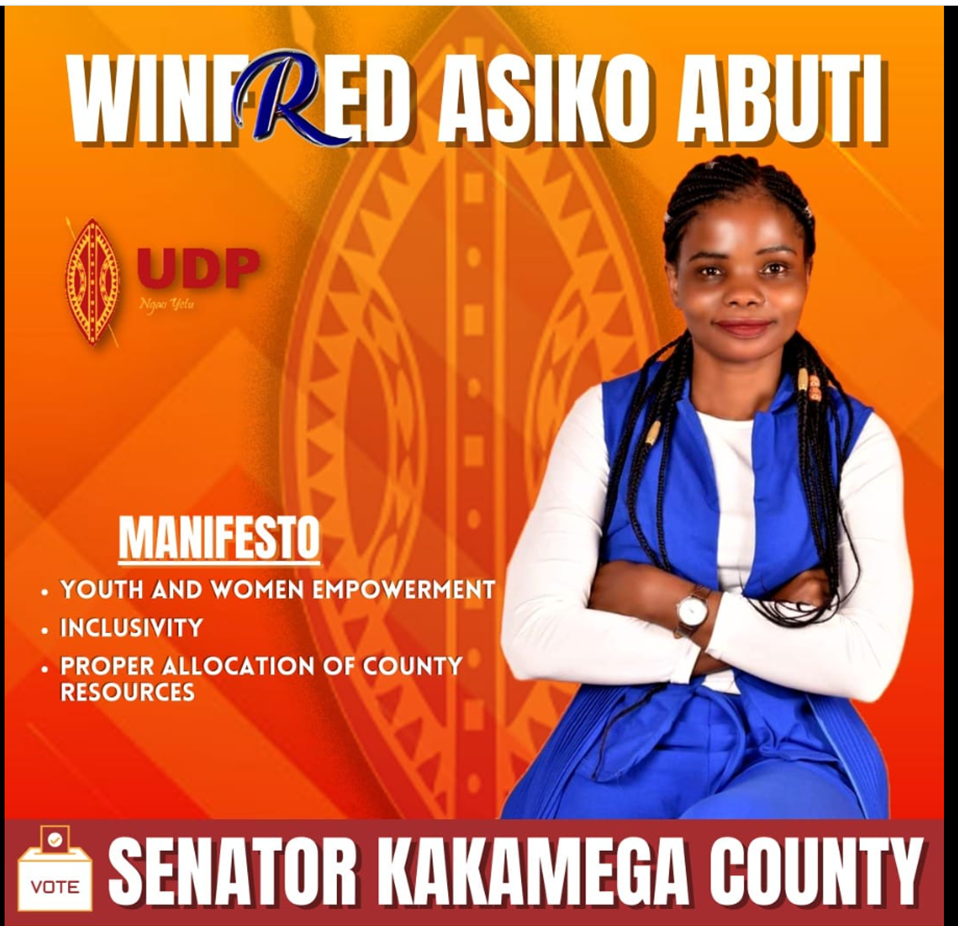 WINFRED ASIKO ABUTI
UDP
Ngao Yetu
MANIFESTO
• YOUTH AND WOMEN EMPOWERMENT
• INCLUSIVITY
• PROPER ALLOCATION OF COUNTY
RESOURCES
VOTE
SENATOR KAKAMEGA COUNTY